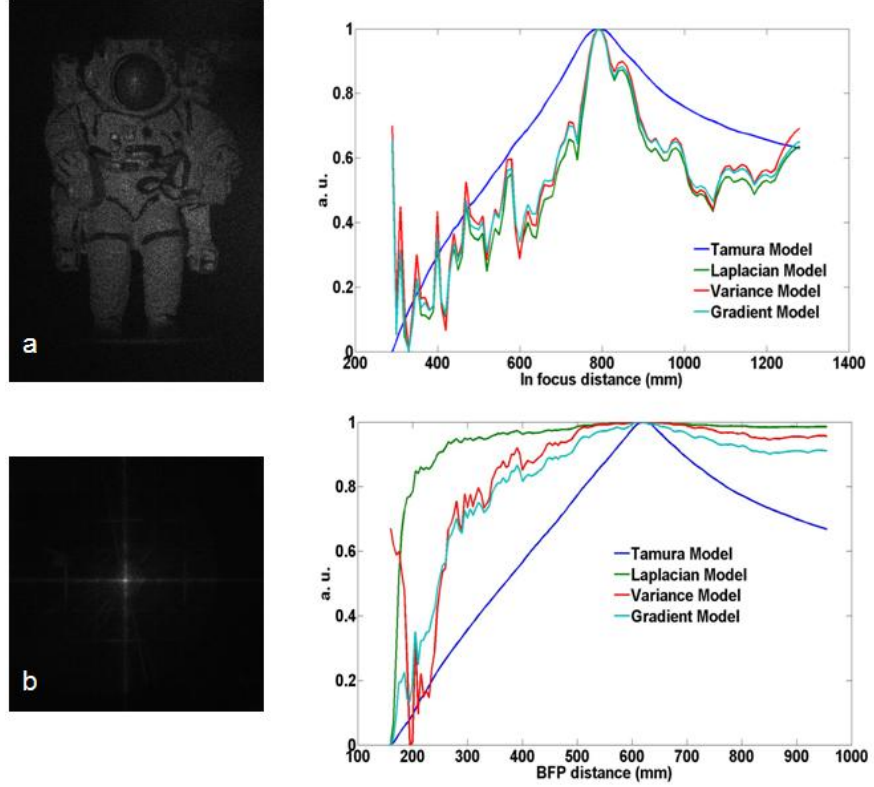 a
1
0.8
0.6
0.4
0.2
0
a. u.
200 400 600 800 1000 1200 1400
In focus distance (mm)
Tamura Model
Laplacian Model
Variance Model
Gradient Model
b
1
0.8
0.6
0.4
0.2
0
a. u.
100 200 300 400 500 600 700 800 900 1000
BFP distance (mm)
Tamura Model
Laplacian Model
Variance Model
Gradient Model